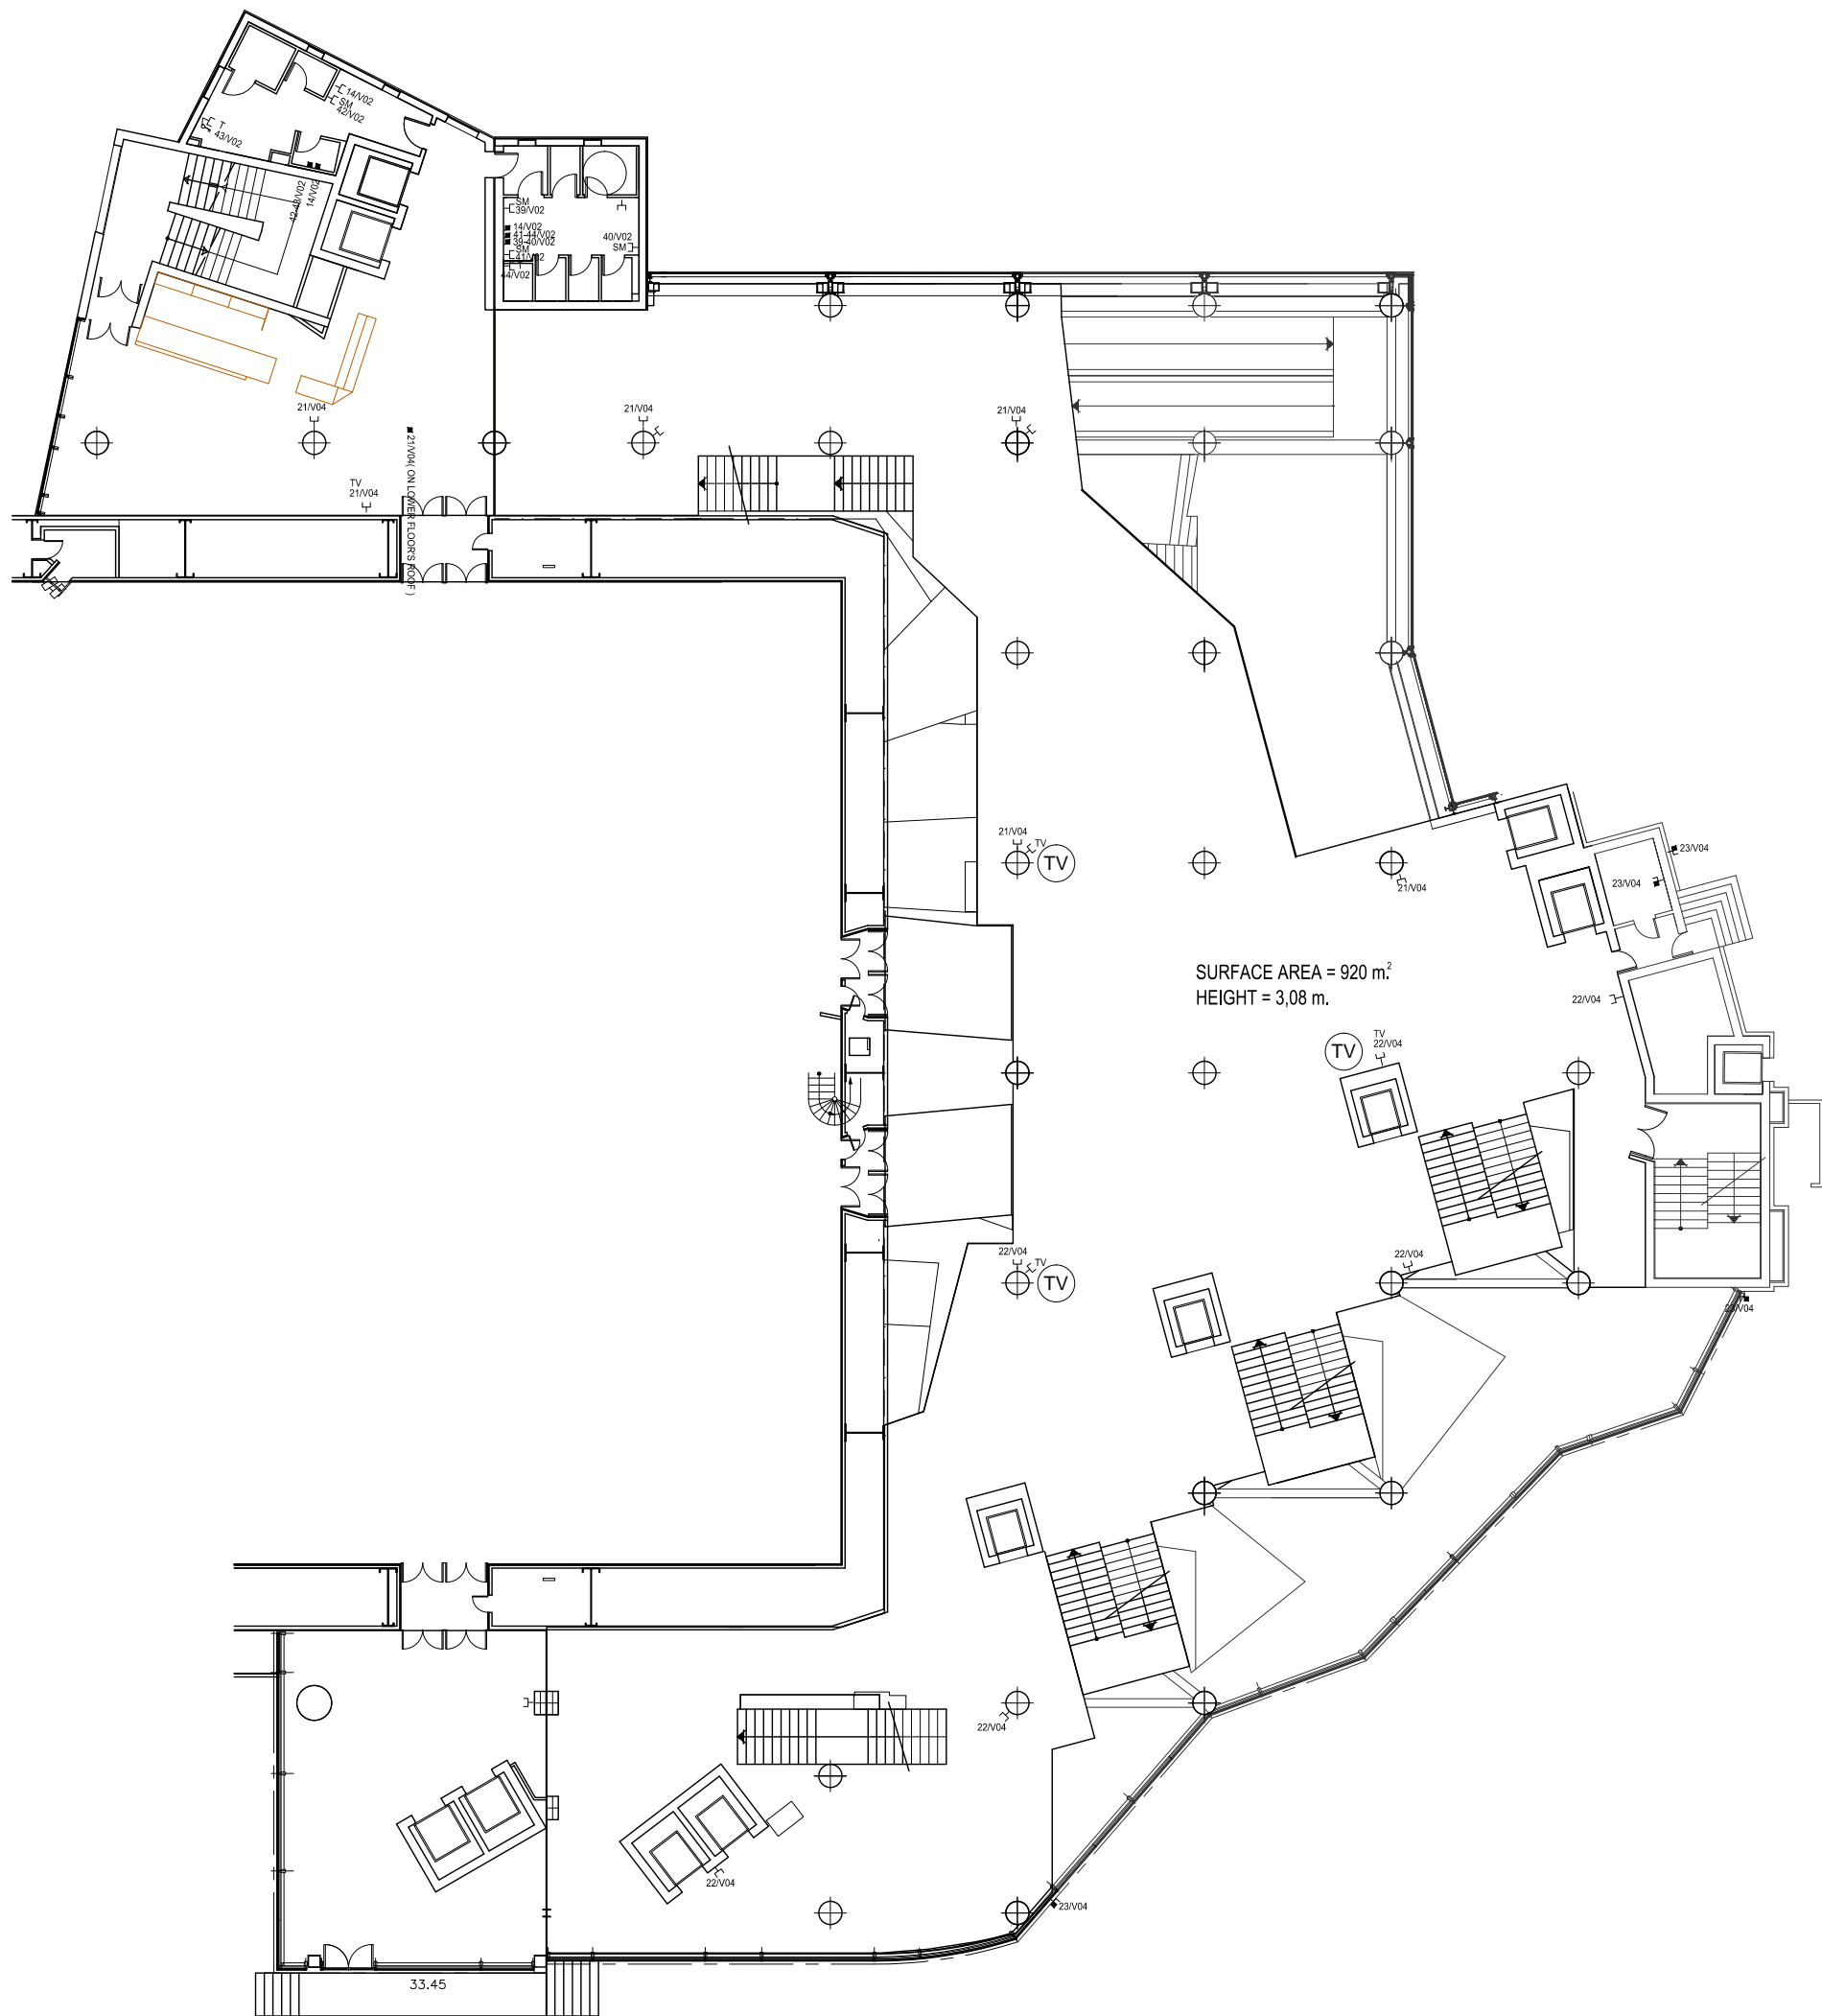 14/V02
SM
42/V02
T
43/V02
42-43/V02
14/V02
SM
39/V02
14/V02
41-44/V02
39-40/V02
SM
41/V02
T
44/V02
40/V02
SM
21/V04
21/V04
21/V04
TV
21/V04
21/V04( ON LOWER FLOOR'S ROOF )
21/V04
TV
TV
21/V04
23/V04
23/V04
SURFACE AREA = 920 m.²
HEIGHT = 3,08 m.
22/V04
TV
TV
22/V04
22/V04
TV
TV
22/V04
23/V04
22/V04
22/V04
23/V04
33.45